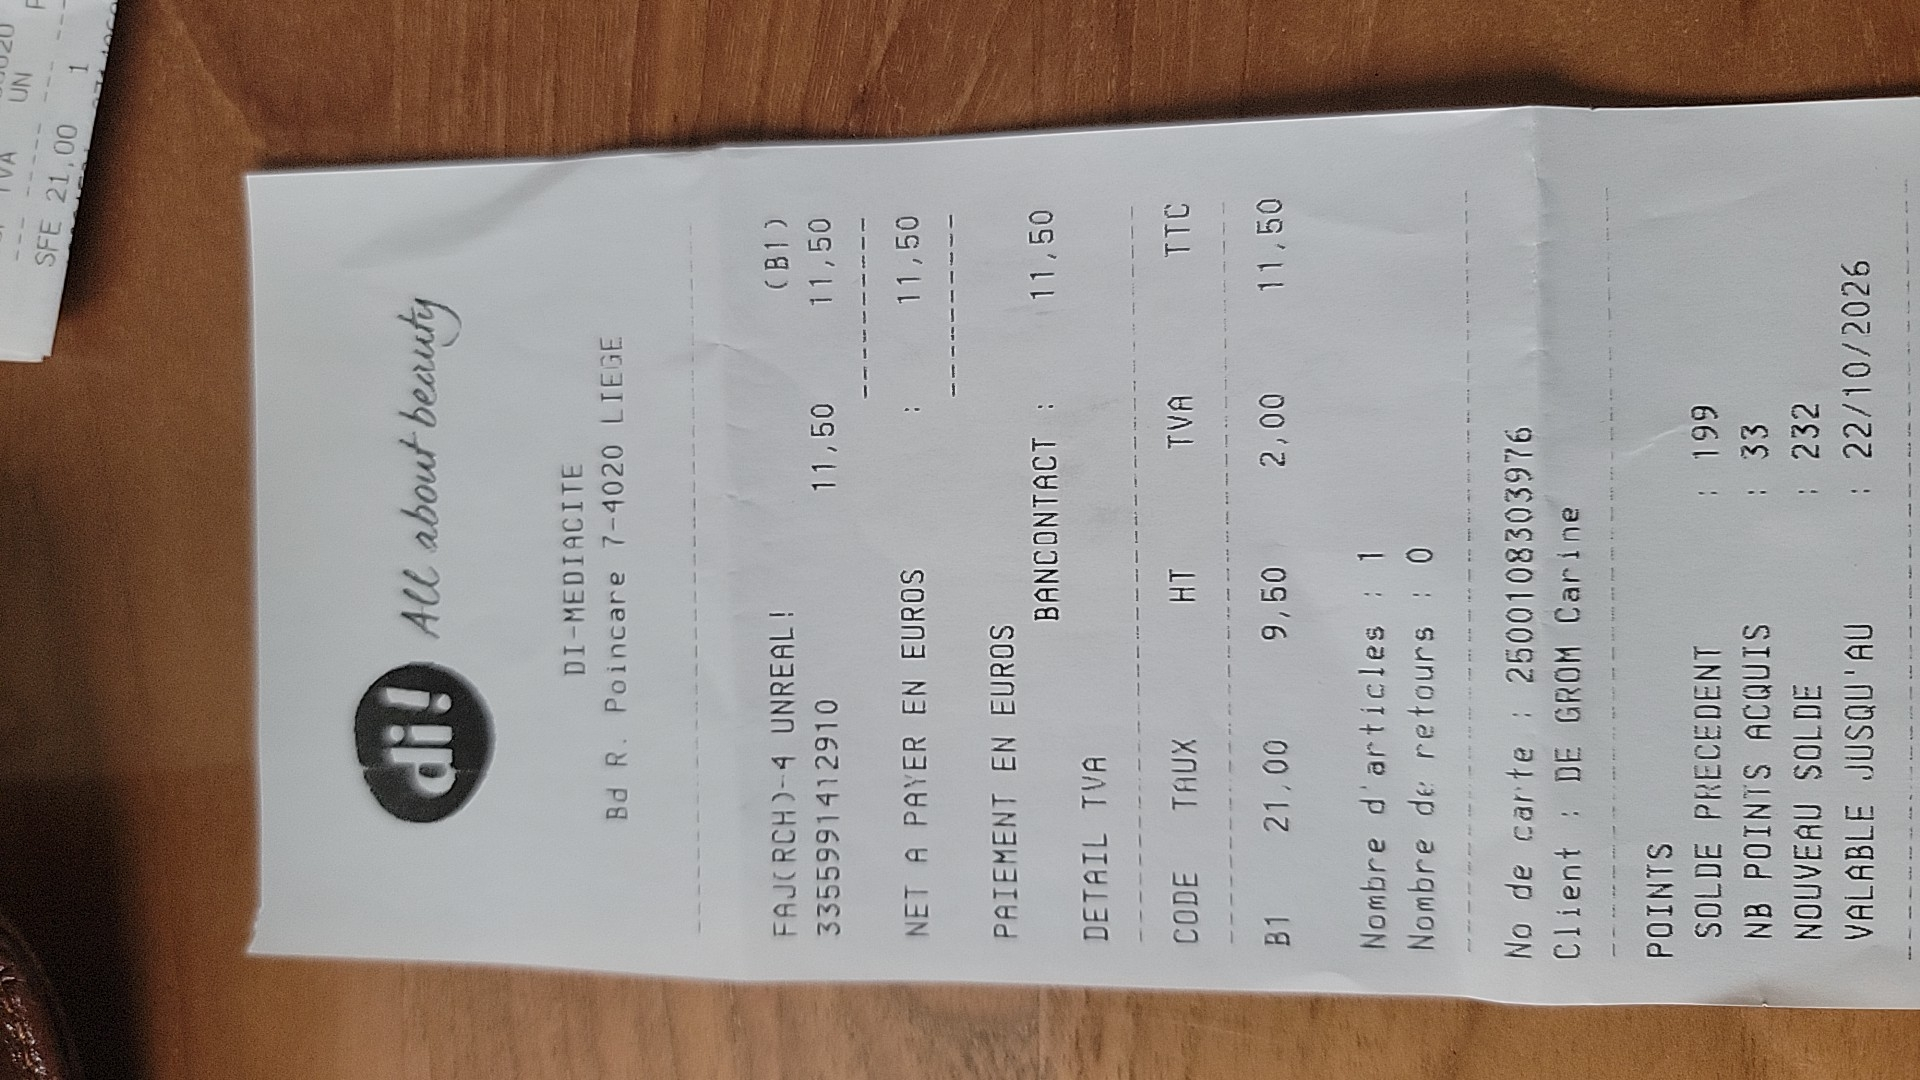 di! All about beauty
DI-MEDIACITE
Bd R. Poincare 7-4020 LIEGE
FAJ(RCH)-4 UNREAL! (B1)
3355991412910 11,50 11,50
NET A PAYER EN EUROS : 11,50
PAIEMENT EN EUROS
BANCONTACT : 11,50
DETAIL TVA
CODE TAUX HT TVA TTC
B1 21,00 9,50 2,00 11,50
Nombre d'articles : 1
Nombre de retours : 0
No de carte : 2500108303976
Client : DE GROM Carine
POINTS
SOLDE PRECEDENT : 199
NB POINTS ACQUIS : 33
NOUVEAU SOLDE : 232
VALABLE JUSQU'AU : 22/10/2026
TVA UN
SFE 21,00 1